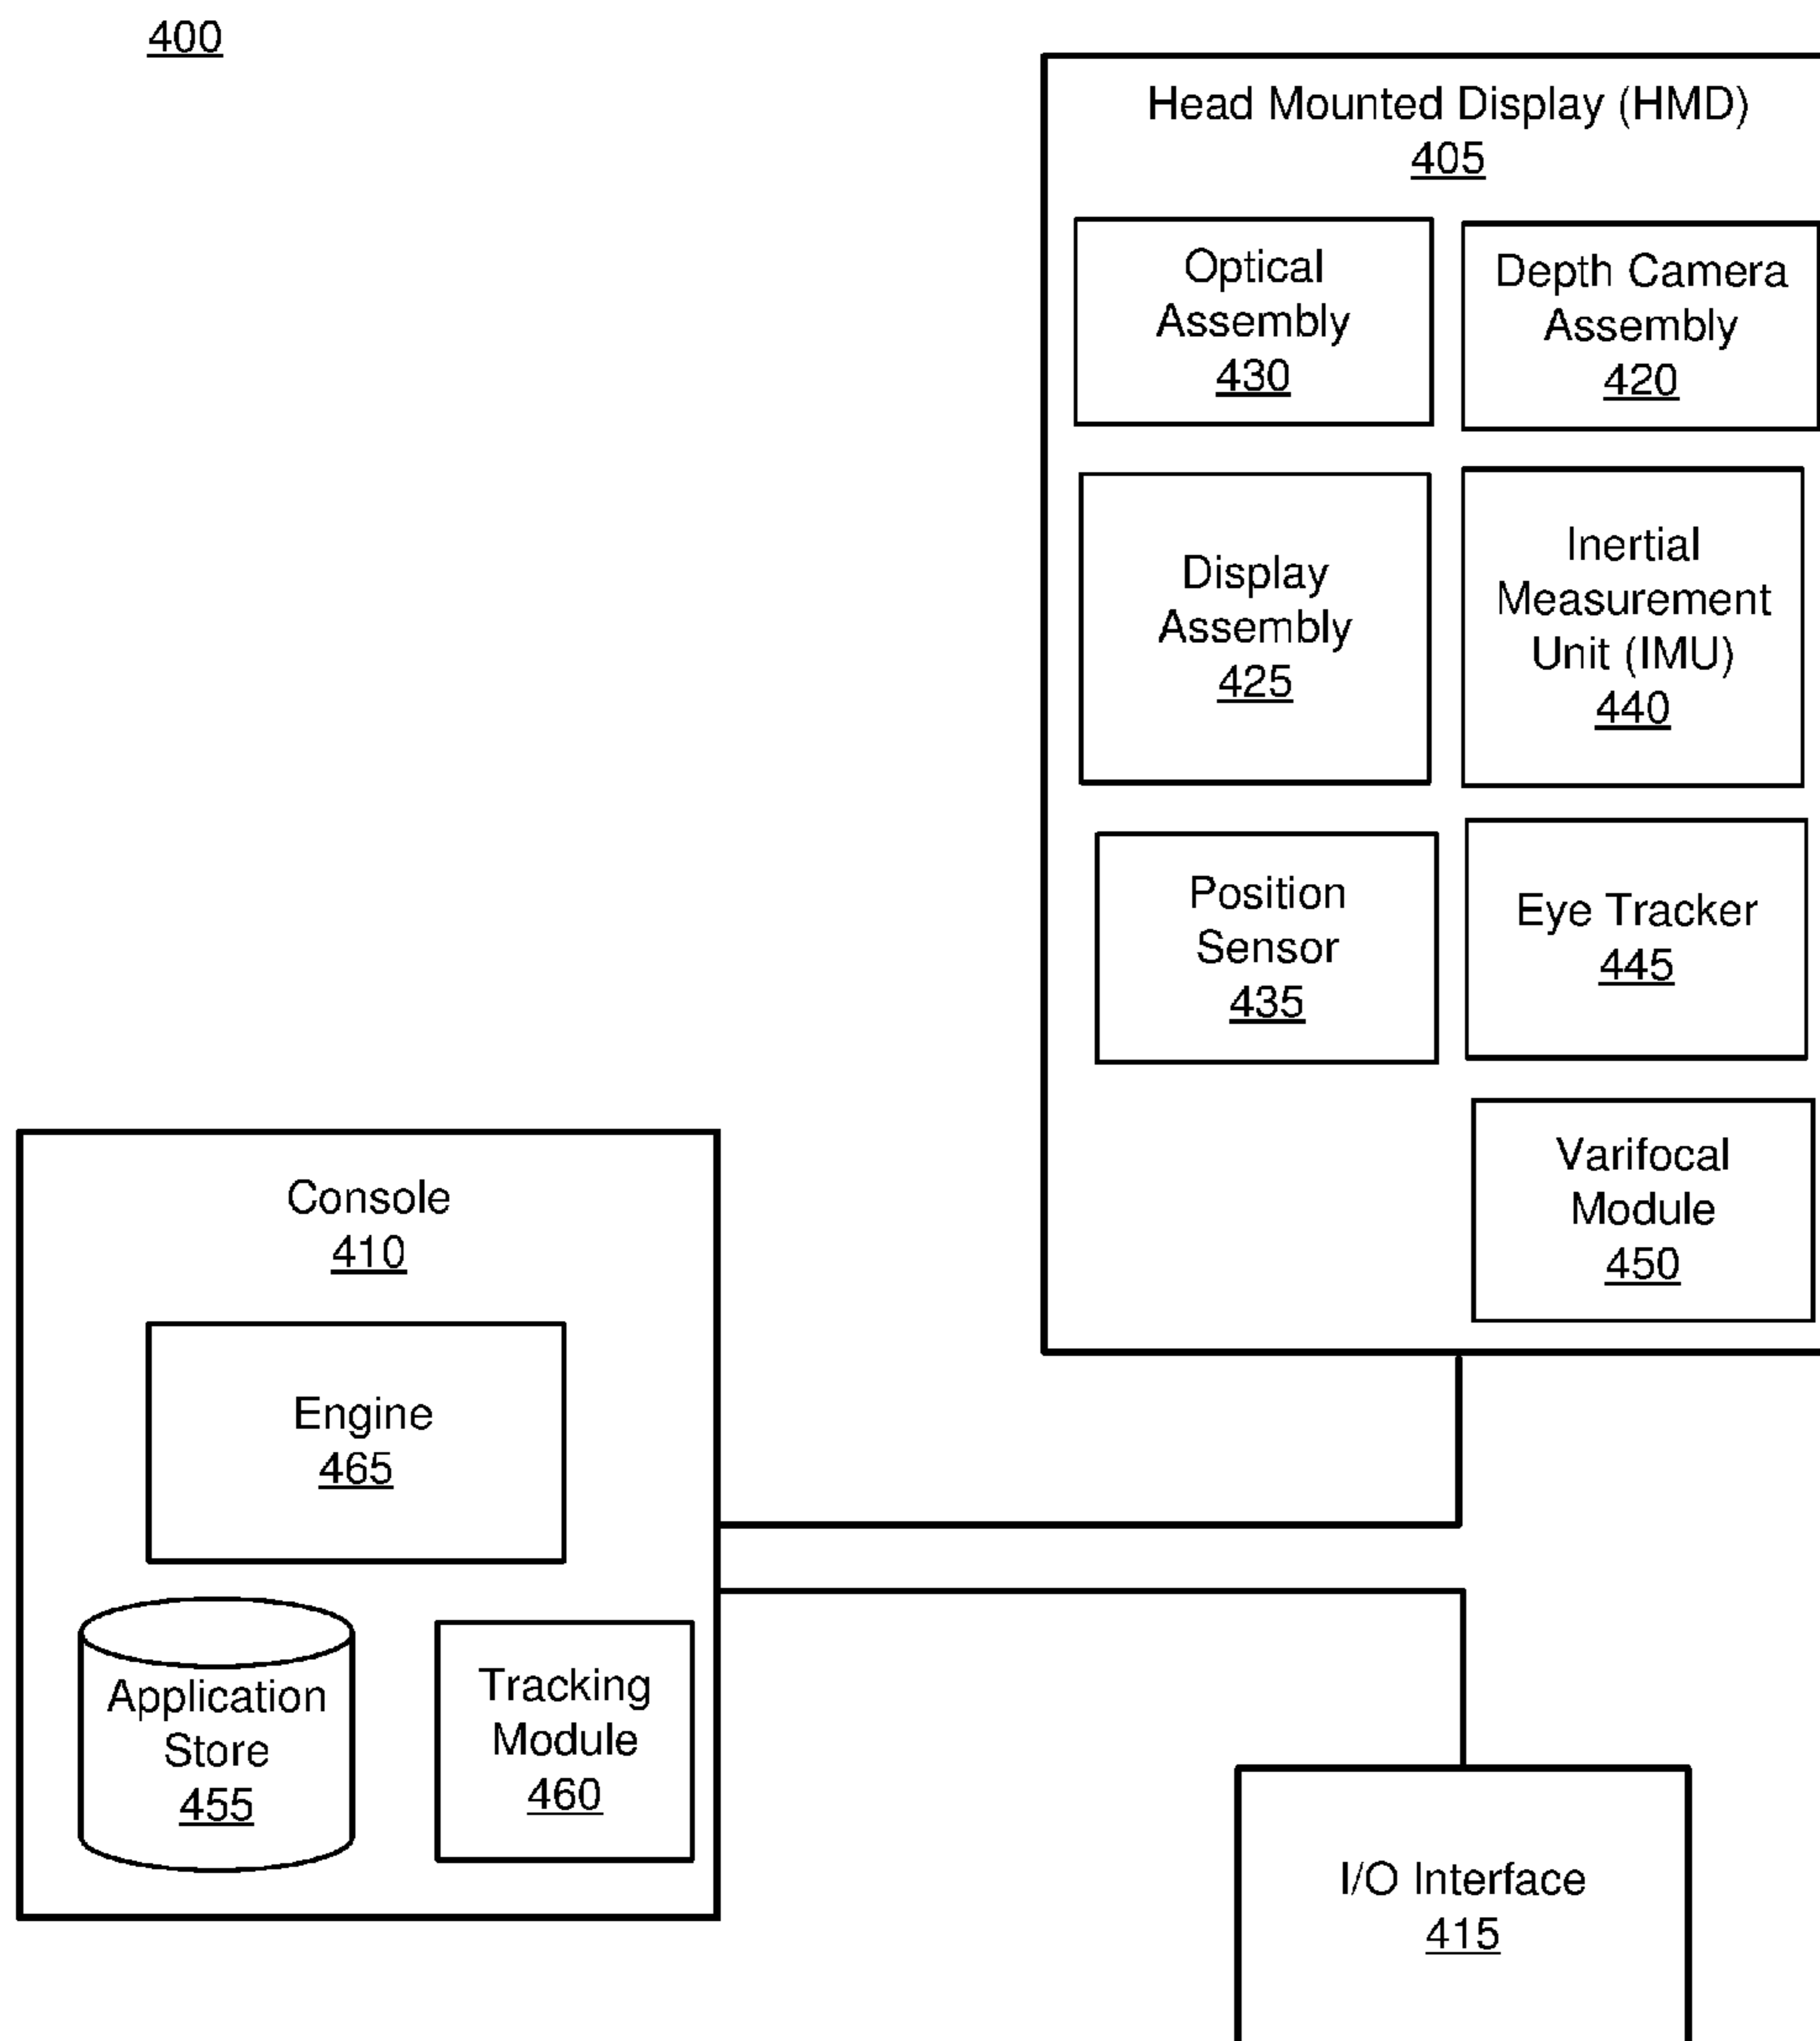 400
Head Mounted Display (HMD)
405
Optical
Assembly
430
Depth Camera
Assembly
420
Display
Assembly
425
Inertial
Measurement
Unit (IMU)
440
Position
Sensor
435
Eye Tracker
445
Varifocal
Module
450
Console
410
Engine
465
Application
Store
455
Tracking
Module
460
I/O Interface
415